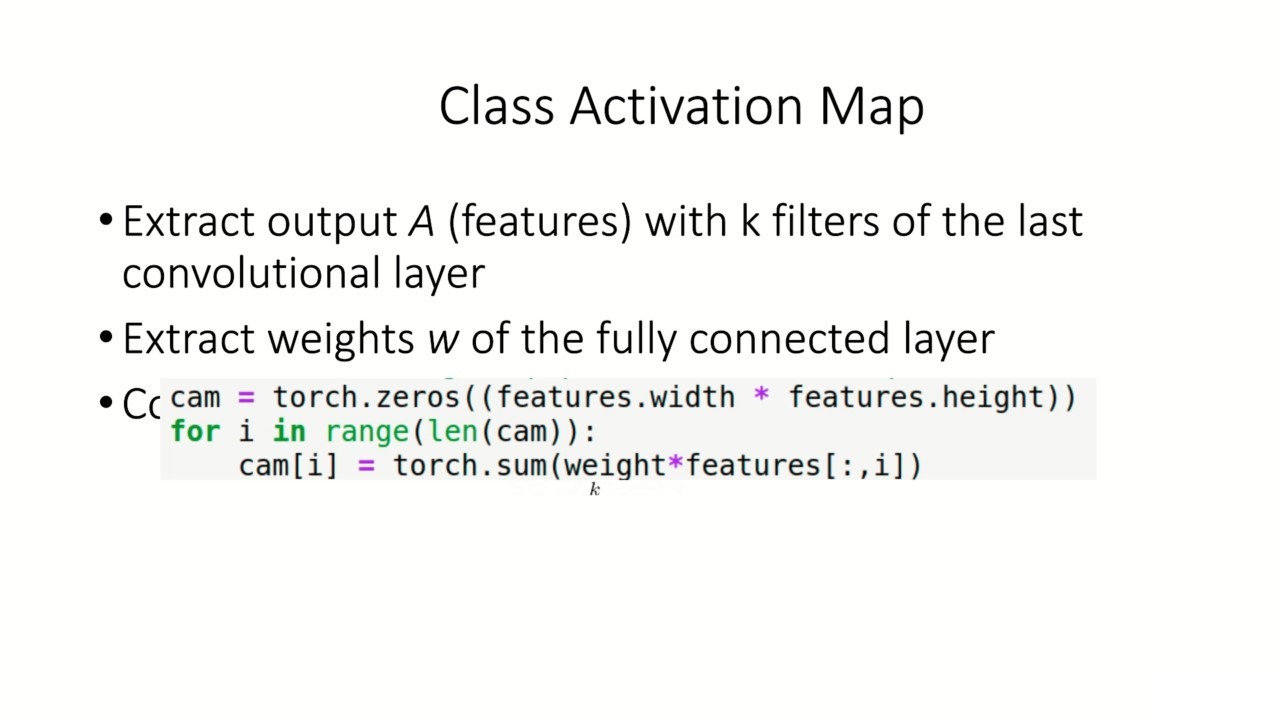 Class Activation Map
• Extract output A (features) with k filters of the last
convolutional layer
• Extract weights w of the fully connected layer
•
cam = torch.zeros((features.width * features.height))
for i in range(len(cam)):
    cam[i] = torch.sum(weight*features[:,i])
k